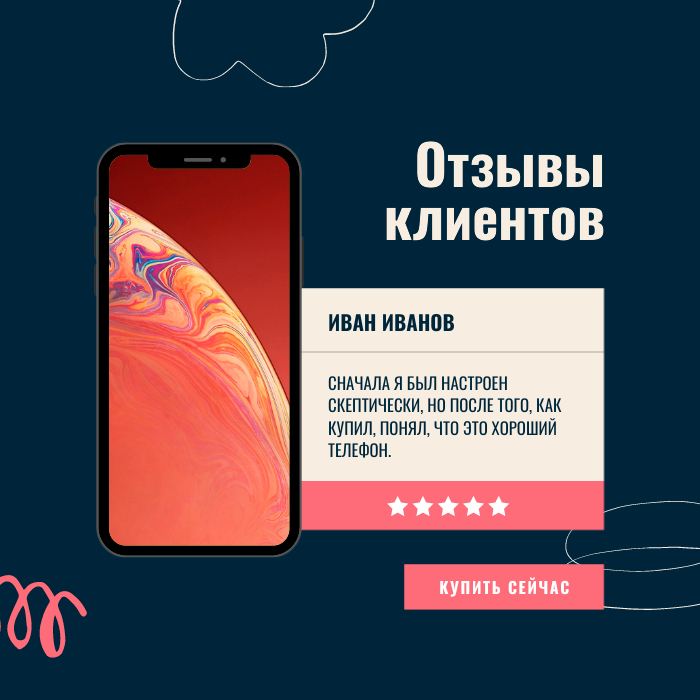 Отзывы
клиентов
ИВАН ИВАНОВ
СНАЧАЛА Я БЫЛ НАСТРОЕН
СКЕПТИЧЕСКИ, НО ПОСЛЕ ТОГО, КАК
КУПИЛ, ПОНЯЛ, ЧТО ЭТО ХОРОШИЙ
ТЕЛЕФОН.
КУПИТЬ СЕЙЧАС